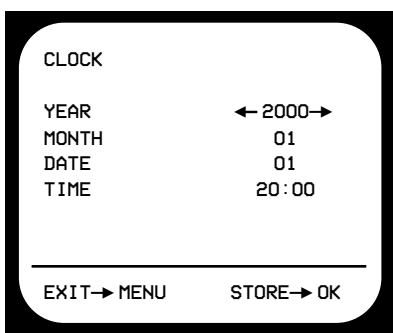 CLOCK
YEAR ←2000→
MONTH 01
DATE 01
TIME 20:00
EXIT→ MENU STORE→ OK